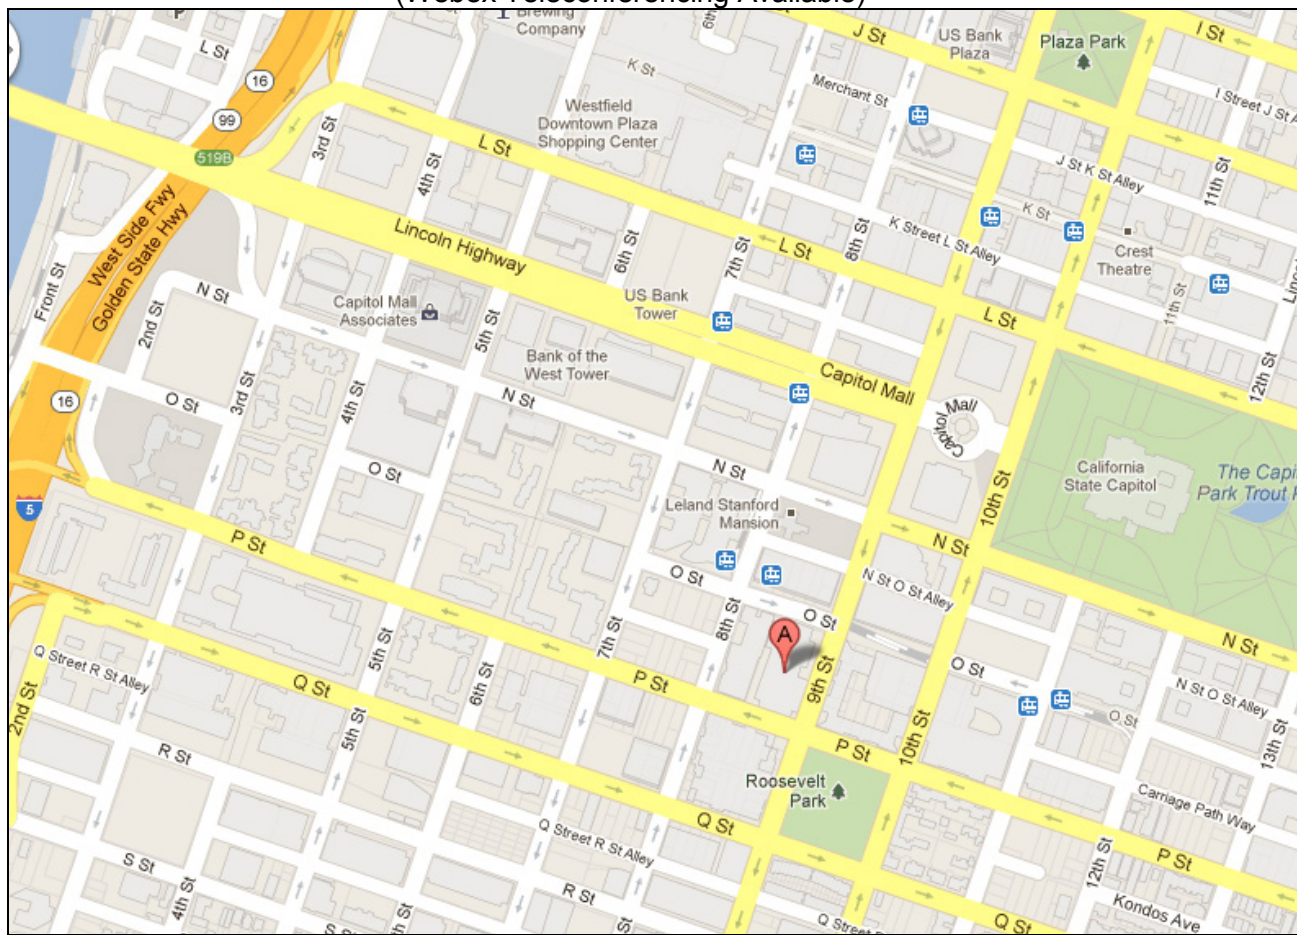 (Webex Teleconferencing Available)
Brewing
Company
6th
J St
US Bank
Plaza
Plaza Park
I St
L St
16
K St
Merchant St
I Street J St A
Westfield
Downtown Plaza
Shopping Center
99
3rd St
519B
L St
4th St
J St K St Alley
11th St
K St
West Side Fwy
Golden State Hwy
Lincoln Highway
5th St
6th St
7th St
L St
8th St
K Street L St Alley
Crest
Theatre
Front St
2nd St
N St
Capitol Mall
Associates
US Bank
Tower
L St
11th St
12th St
Bank of the
West Tower
Capitol Mall
16
O St
3rd St
4th St
N St
Capitol Mall
California
State Capitol
The Capi
Park Trout
5
O St
N St
Leland Stanford
Mansion
10th St
P St
N St
O St
N St O St Alley
8th St
O St
A
7th St
9th St
N St
Q Street R St Alley
5th St
6th St
P St
O St
N St O St Alley
2nd St
Q St
O St
5th St
10th St
13th St
R St
P St
Roosevelt
Park
Carriage Path Way
Q St
Q Street R St Alley
12th St
P St
S St
4th St
R St
Kondos Ave
Q St